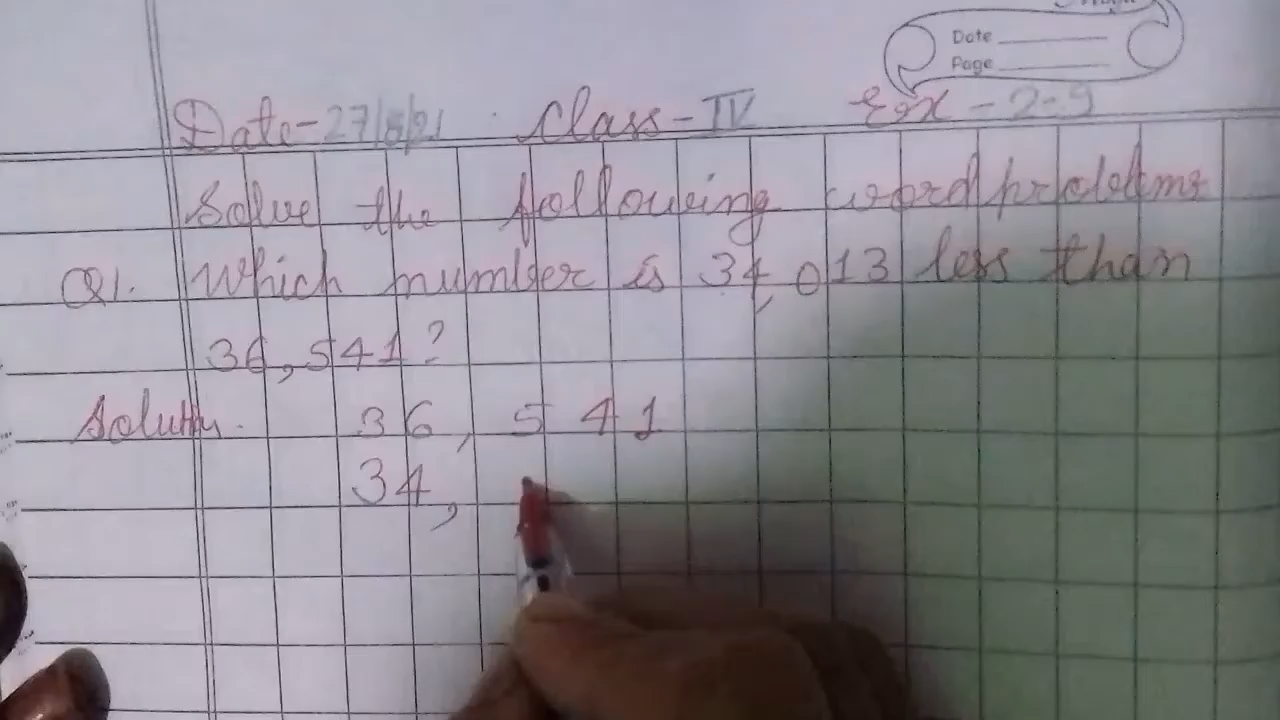 Date
Page
Date-27/8/21 Class-IV Ex-2.9
Solve the following word problems
Q1. Which number is 34,013 less than
36,541?
Solution. 36,541
34,